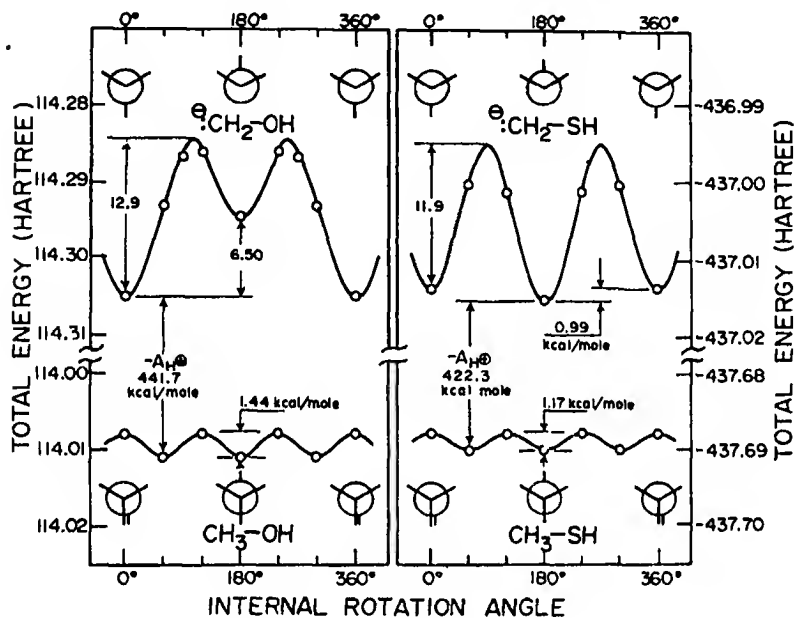 0° 180° 360° 0° 180° 360°
TOTAL ENERGY (HARTREE)
114.28
114.29
114.30
114.31
114.00
114.01
114.02
⊖:CH₂-OH
12.9
6.50
-A_H⊕
441.7
kcal/mole
1.44 kcal/mole
CH₃-OH
⊖:CH₂-SH
11.9
0.99
kcal/mole
-A_H⊕
422.3
kcal mole
1.17 kcal/mole
CH₃-SH
-436.99
-437.00
-437.01
-437.02
-437.68
-437.69
-437.70
TOTAL ENERGY (HARTREE)
0° 180° 360° 0° 180° 360°
INTERNAL ROTATION ANGLE